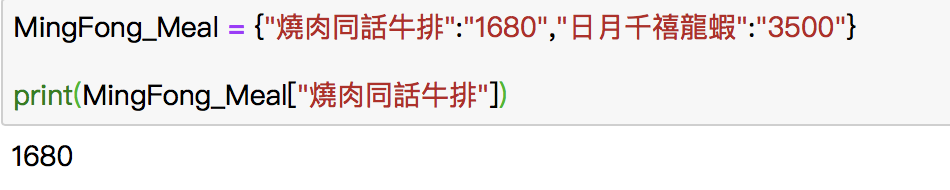 MingFong_Meal = {"燒肉同話牛排":"1680","日月千禧龍蝦":"3500"}
print(MingFong_Meal["燒肉同話牛排"])
1680